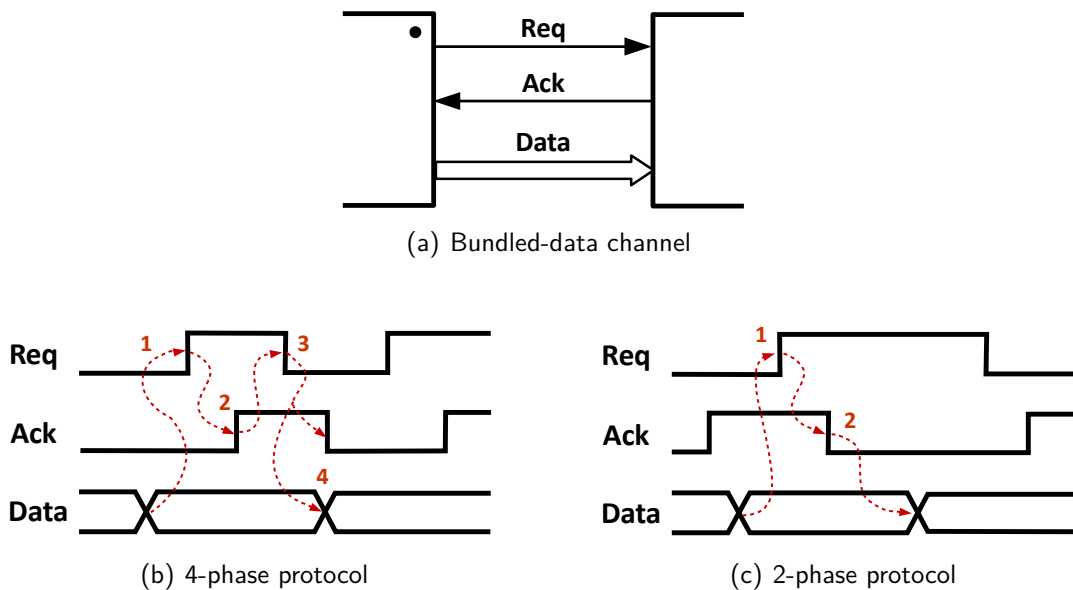 Req
Ack
Data
(a) Bundled-data channel
Req
1
2
3
Ack
4
Data
(b) 4-phase protocol
Req
1
Ack
2
Data
(c) 2-phase protocol